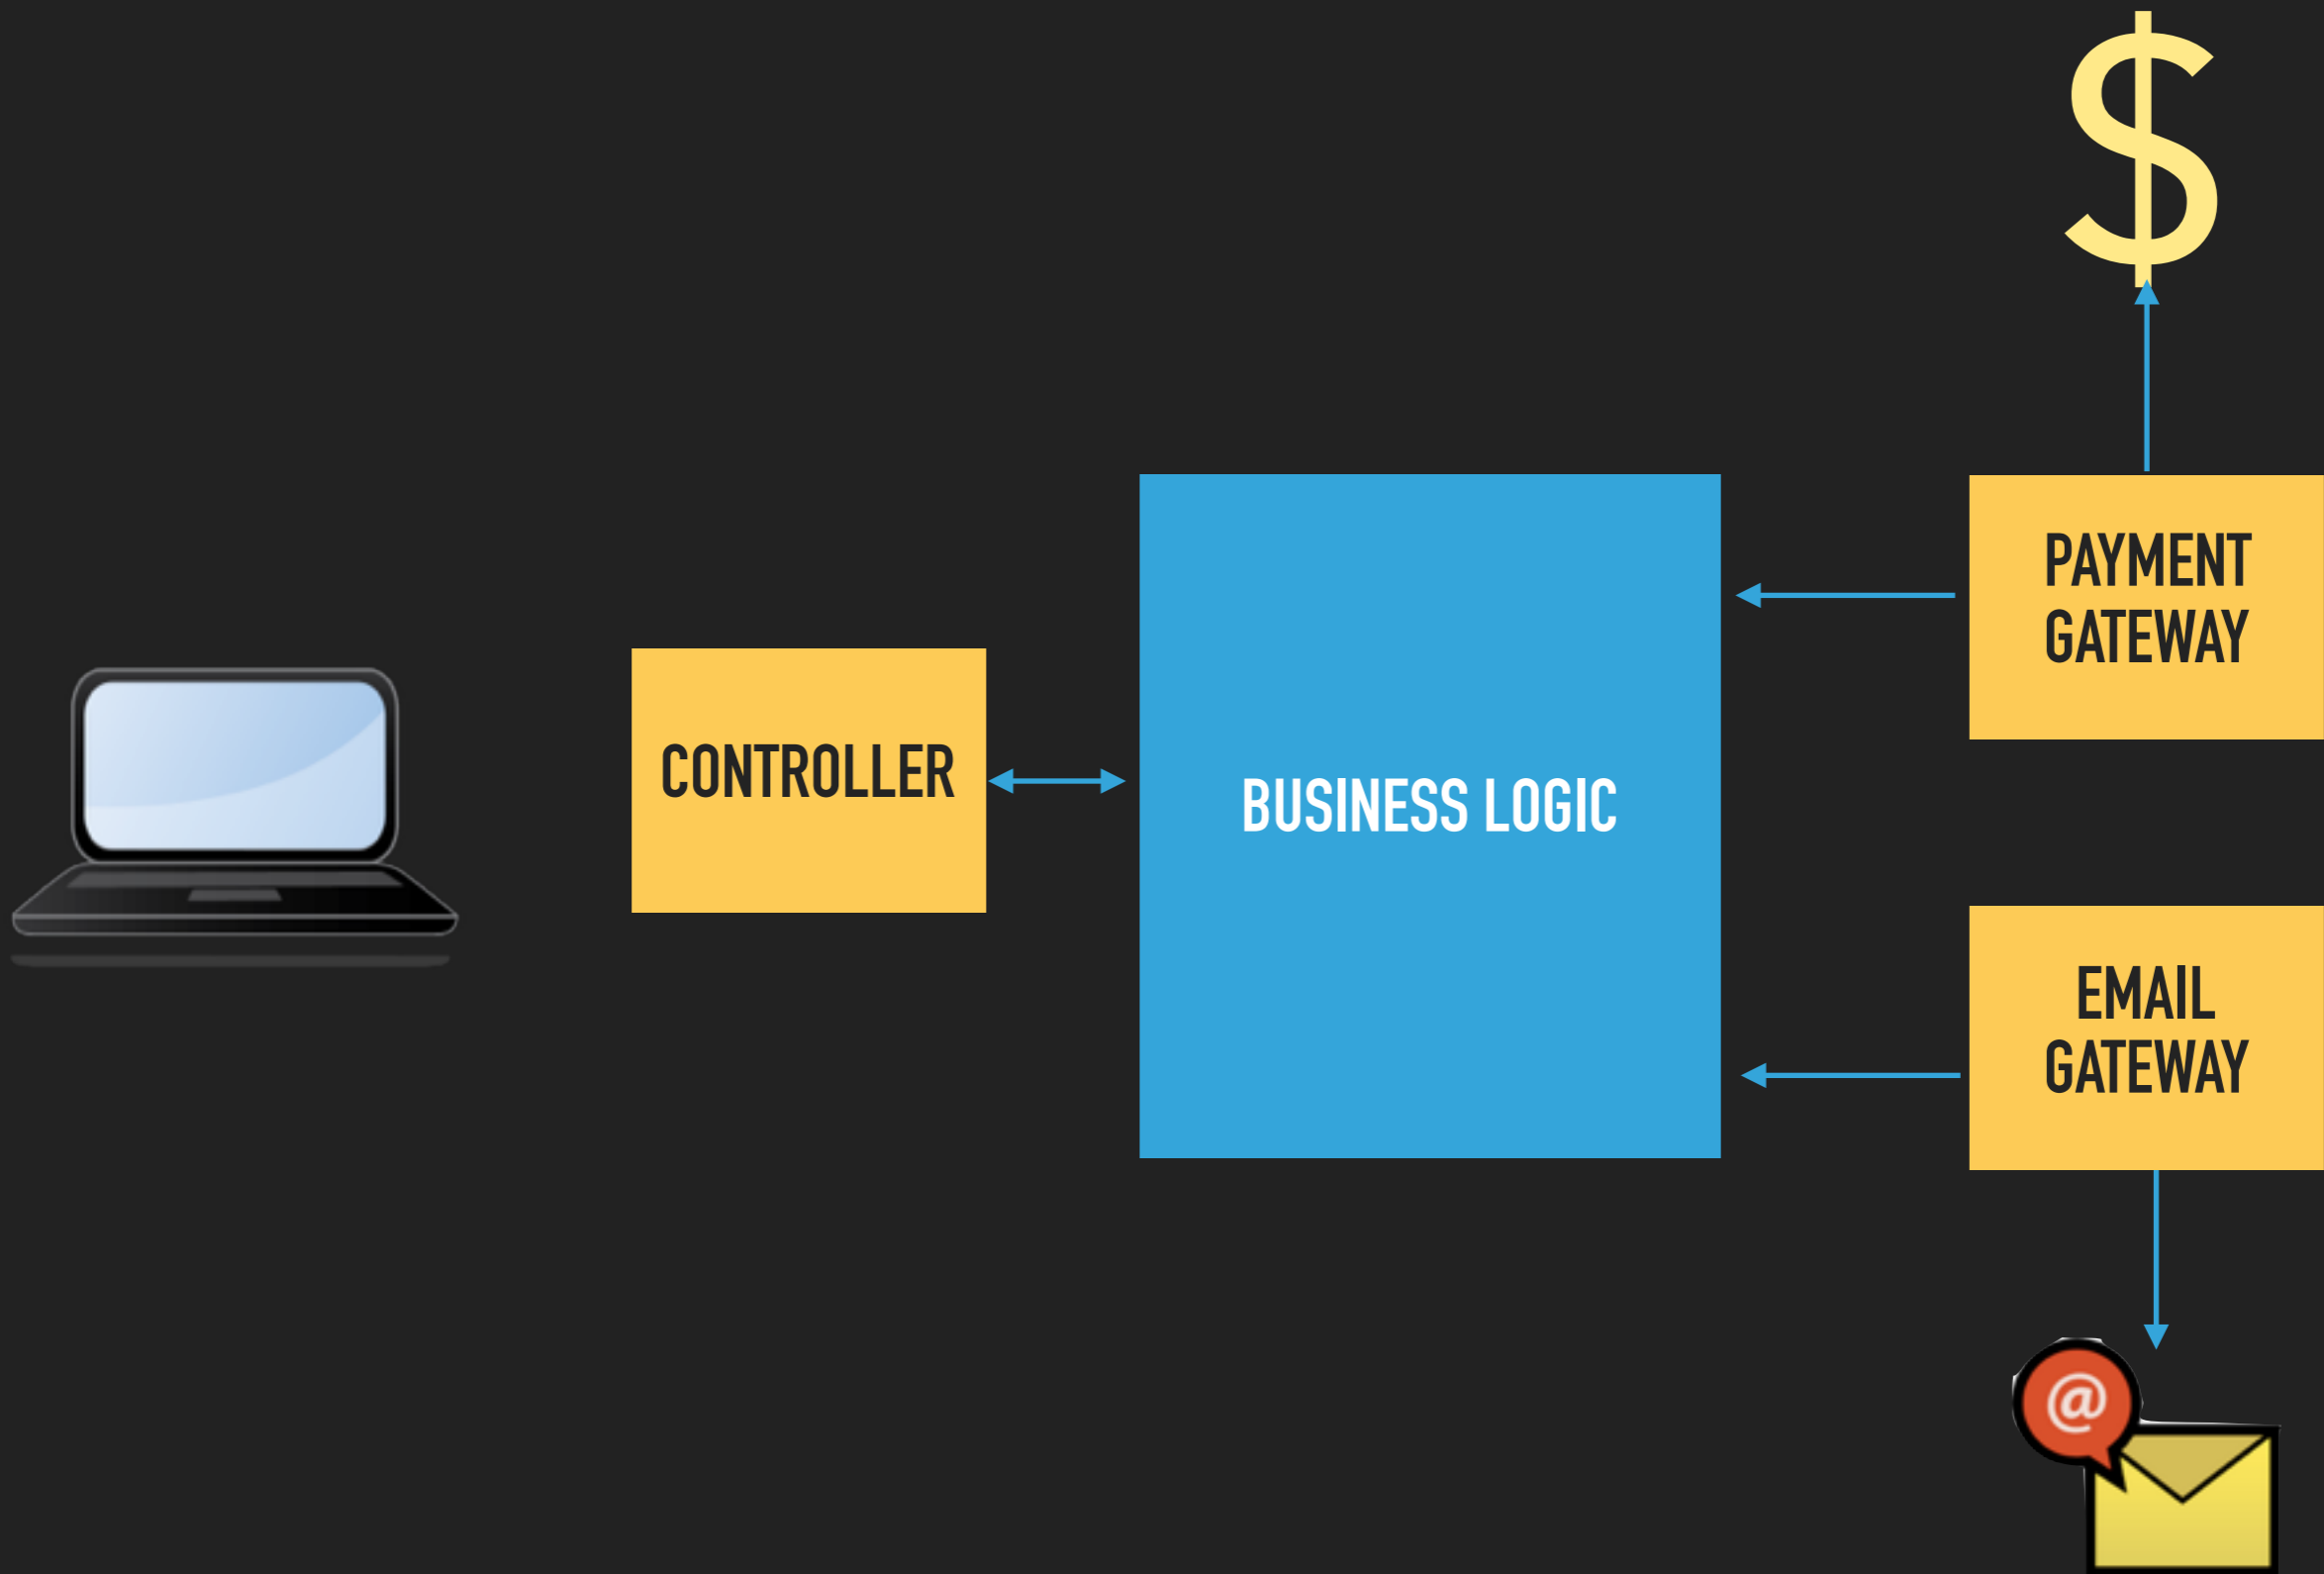 $
PAYMENT
GATEWAY
CONTROLLER
BUSINESS LOGIC
EMAIL
GATEWAY
@